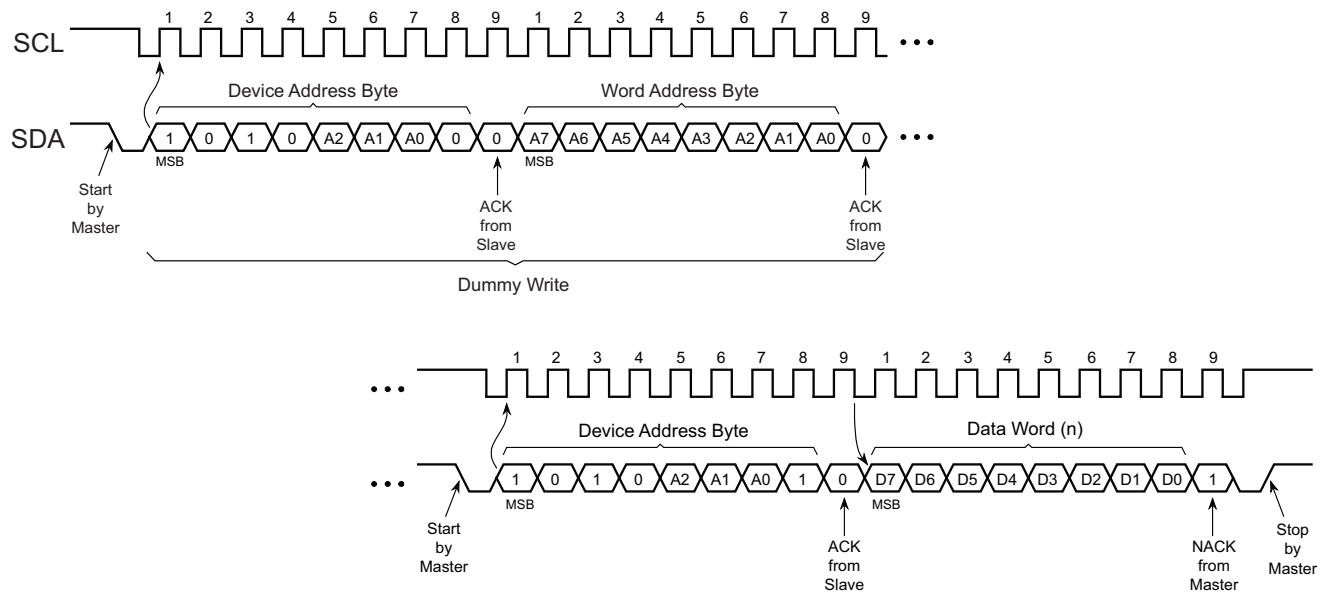 1 2 3 4 5 6 7 8 9 1 2 3 4 5 6 7 8 9
SCL
Device Address Byte Word Address Byte
SDA 1 0 1 0 A2 A1 A0 0 0 A7 A6 A5 A4 A3 A2 A1 A0 0
MSB MSB
Start
by
Master
ACK
from
Slave
ACK
from
Slave
Dummy Write
1 2 3 4 5 6 7 8 9 1 2 3 4 5 6 7 8 9
Device Address Byte Data Word (n)
1 0 1 0 A2 A1 A0 1 0 D7 D6 D5 D4 D3 D2 D1 D0 1
MSB MSB
Start
by
Master
ACK
from
Slave
NACK
from
Master
Stop
by
Master